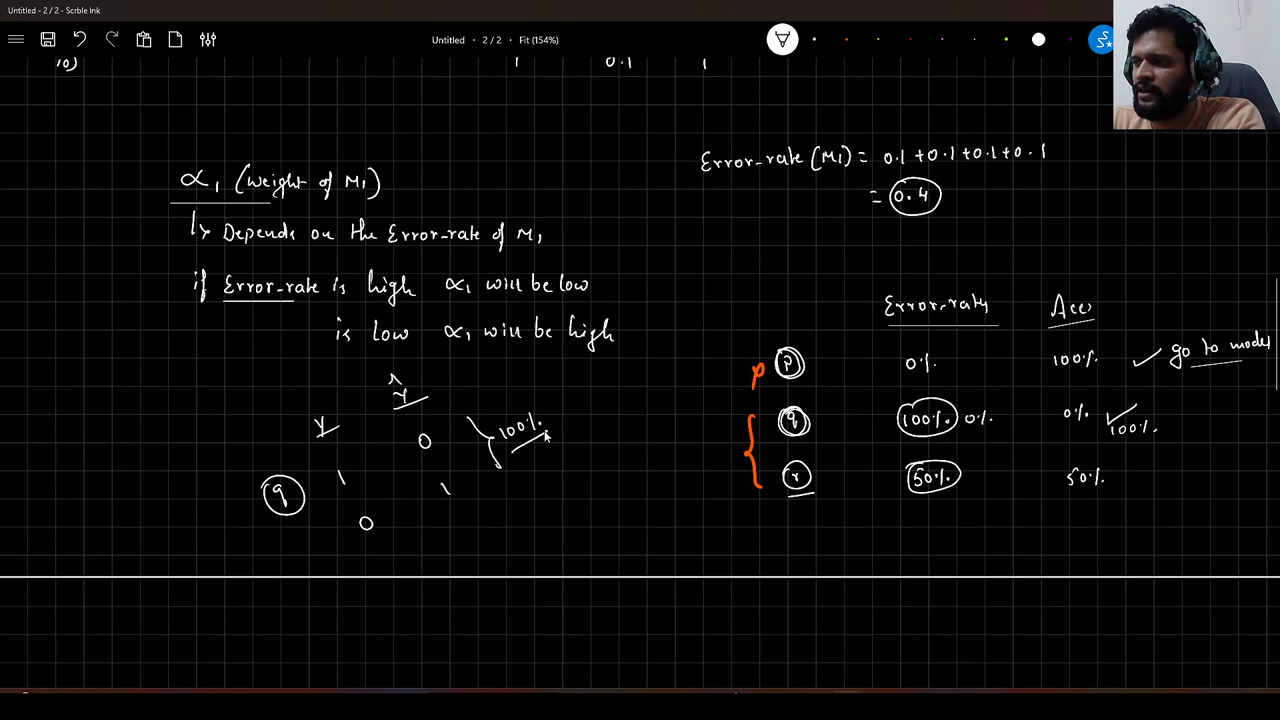 Untitled - 2 / 2 - Scrble Ink
Untitled • 2 / 2 • Fit (154%)
10)
1 0.1 1
α₁ (Weight of M₁)
↳ Depends on the Error-rate of M₁
if Error-rate is high α₁ will be low
is low α₁ will be high
Error-rate (M₁) = 0.1 + 0.1 + 0.1 + 0.1
= 0.4
Error-rate Acc
p p 0% 100% ✓ go to model
q 100% 0% 0% ✓ 100%
r 50% 50%
y ŷ
q 1 0 100%
0 1